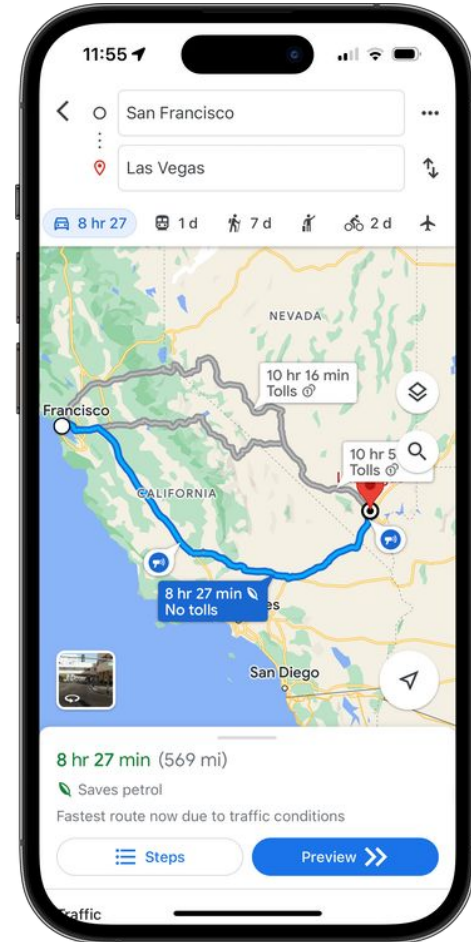 11:55
San Francisco
Las Vegas
8 hr 27
1 d
7 d
2 d
NEVADA
10 hr 16 min
Tolls
Francisco
10 hr 5
Tolls
CALIFORNIA
8 hr 27 min
No tolls
es
San Diego
8 hr 27 min (569 mi)
Saves petrol
Fastest route now due to traffic conditions
Steps
Preview
Traffic